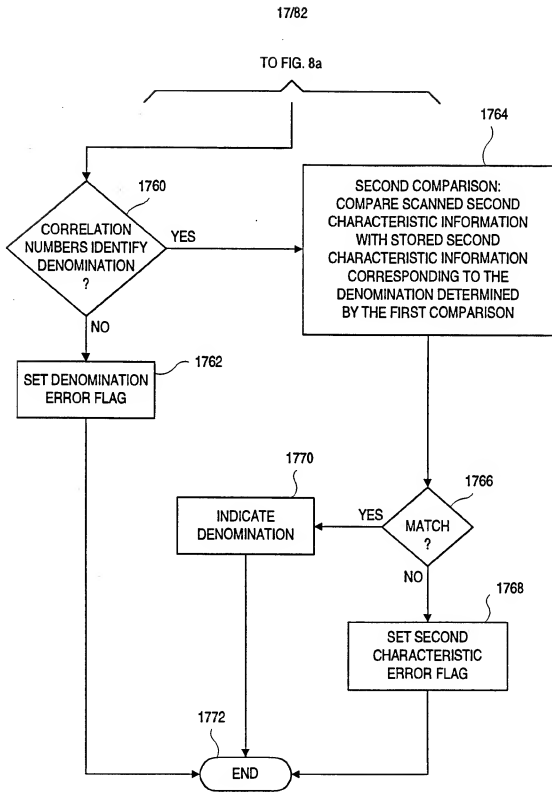 17/82
TO FIG. 8a
1764
1760
SECOND COMPARISON:
COMPARE SCANNED SECOND
CHARACTERISTIC INFORMATION
WITH STORED SECOND
CHARACTERISTIC INFORMATION
CORRESPONDING TO THE
DENOMINATION DETERMINED
BY THE FIRST COMPARISON
CORRELATION
NUMBERS IDENTIFY
DENOMINATION
?
YES
NO
1762
SET DENOMINATION
ERROR FLAG
1770
1766
INDICATE
DENOMINATION
YES
MATCH
?
NO
1768
SET SECOND
CHARACTERISTIC
ERROR FLAG
1772
END